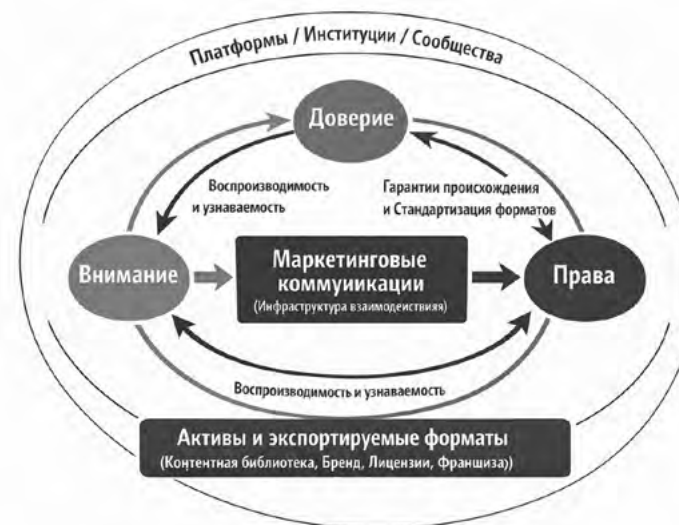 Платформы / Институции / Сообщества
Доверие
Воспроизводимость
и узнаваемость
Гарантии происхождения
и Стандартизация форматов
Внимание
Маркетинговые
коммуиикации
(Инфраструктура взаимодеиствияя)
Права
Воспроизводимость и узнаваемость
Активы и экспортируемые форматы
(Контентная библиотека, Бренд, Лицензии, Франшиза))